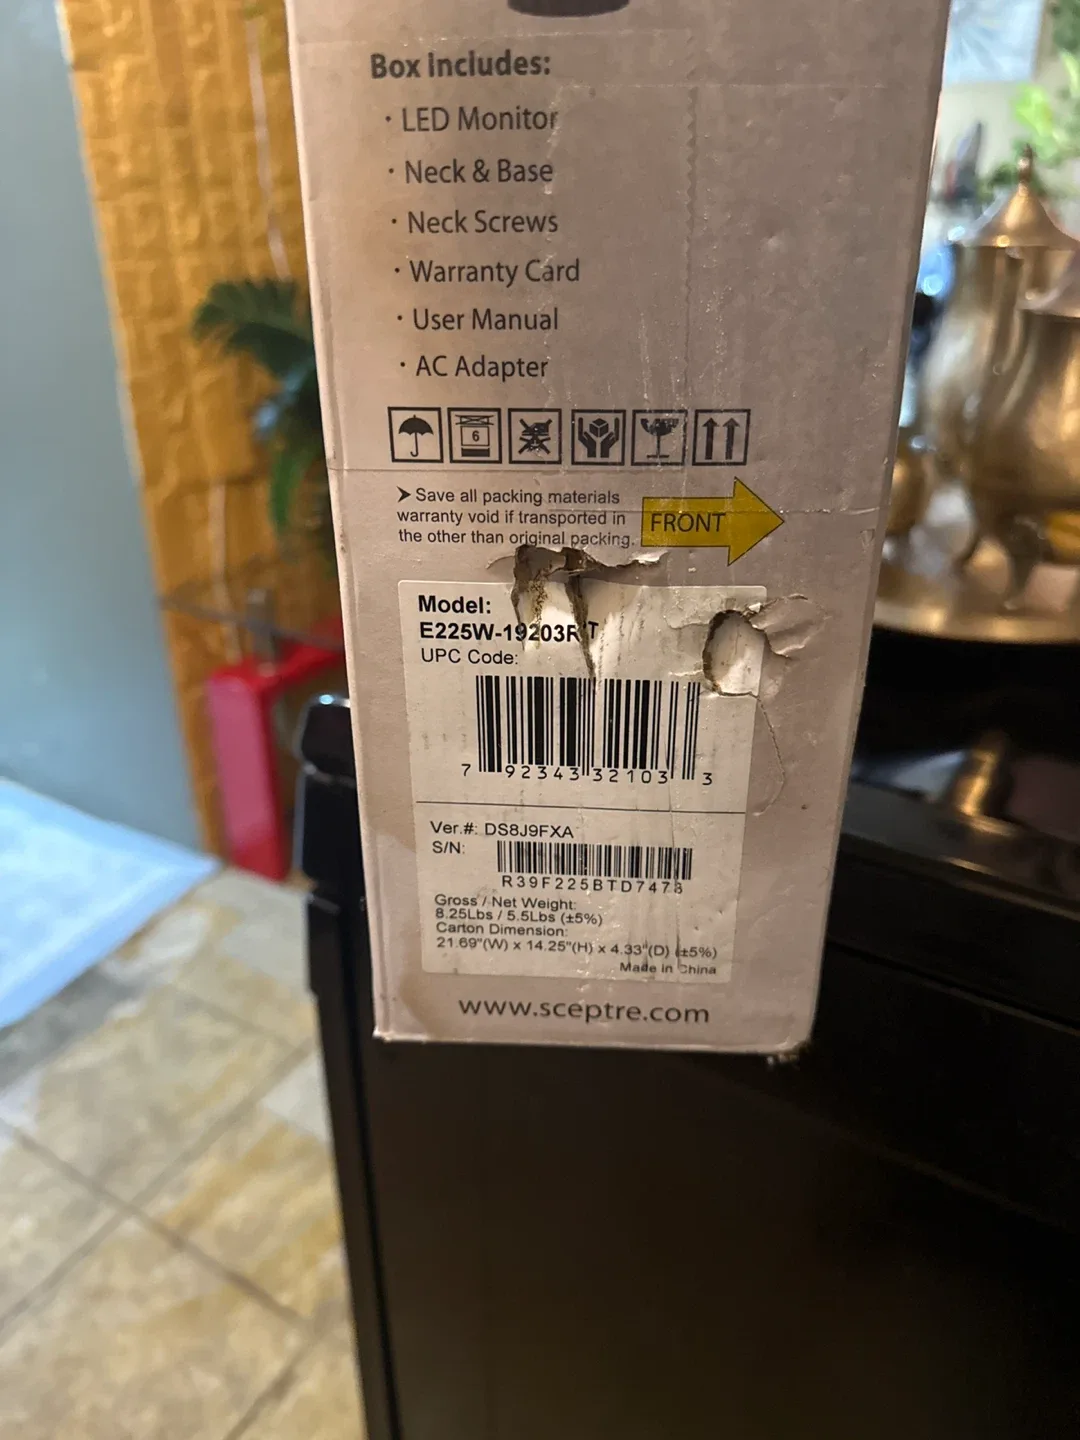 Box Includes:
· LED Monitor
· Neck & Base
· Neck Screws
· Warranty Card
· User Manual
· AC Adapter
6
➤ Save all packing materials
warranty void if transported in
the other than original packing.
FRONT
Model:
E225W-19203R T
UPC Code:
7 92343 32103 3
Ver.#: DS8J9FXA
S/N:
R39F225BTD7478
Gross / Net Weight:
8.25Lbs / 5.5Lbs (±5%)
Carton Dimension:
21.69"(W) x 14.25"(H) x 4.33"(D) (±5%)
Made in China
www.sceptre.com